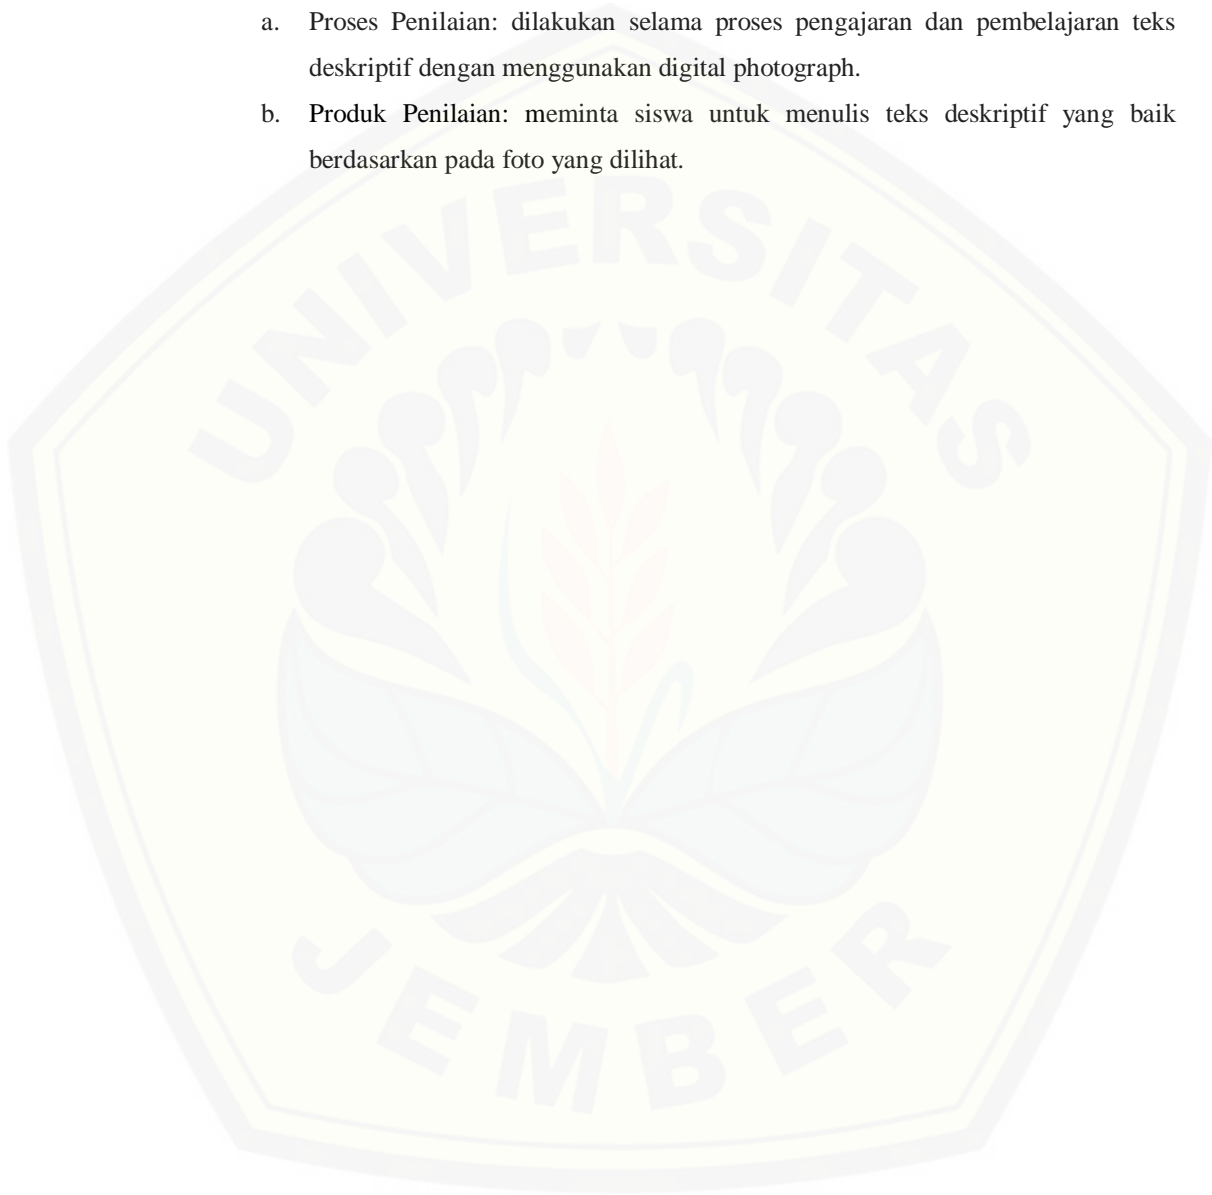 a. Proses Penilaian: dilakukan selama proses pengajaran dan pembelajaran teks
deskriptif dengan menggunakan digital photograph.
b. Produk Penilaian: meminta siswa untuk menulis teks deskriptif yang baik
berdasarkan pada foto yang dilihat.
UNIVERSITAS
JEMBER